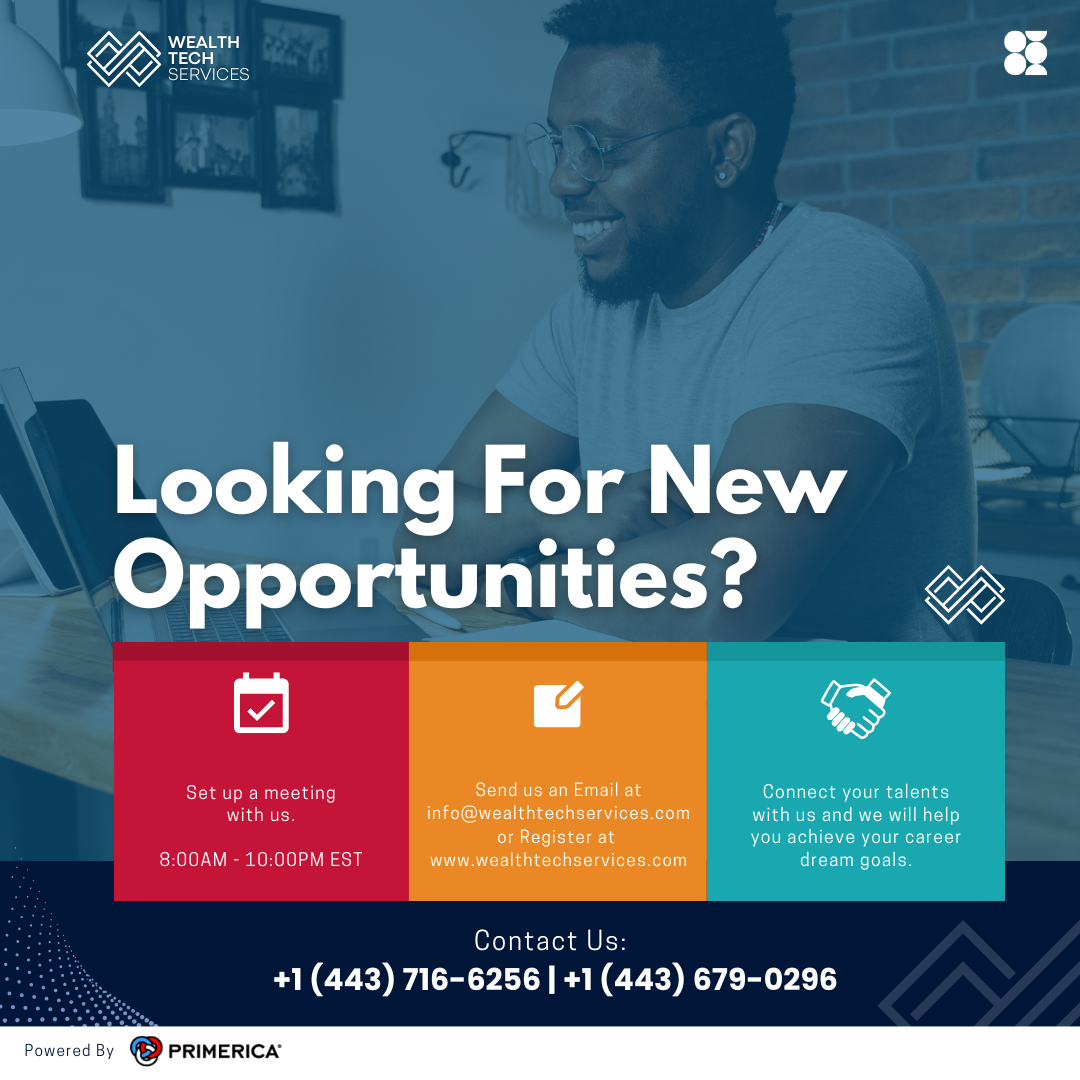 WEALTH
TECH
SERVICES
Looking For New
Opportunities?
Set up a meeting
with us.
8:00AM - 10:00PM EST
Send us an Email at
info@wealthtechservices.com
or Register at
www.wealthtechservices.com
Connect your talents
with us and we will help
you achieve your career
dream goals.
Contact Us:
+1 (443) 716-6256 | +1 (443) 679-0296
Powered By PRIMERICA®